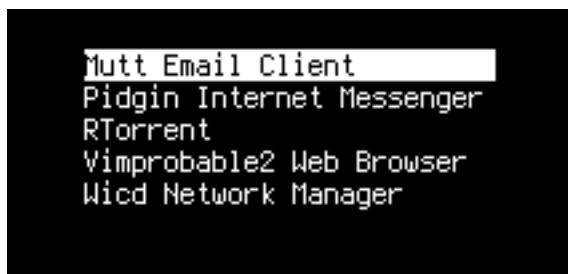 Mutt Email Client
Pidgin Internet Messenger
RTorrent
Vimprobable2 Web Browser
Wicd Network Manager